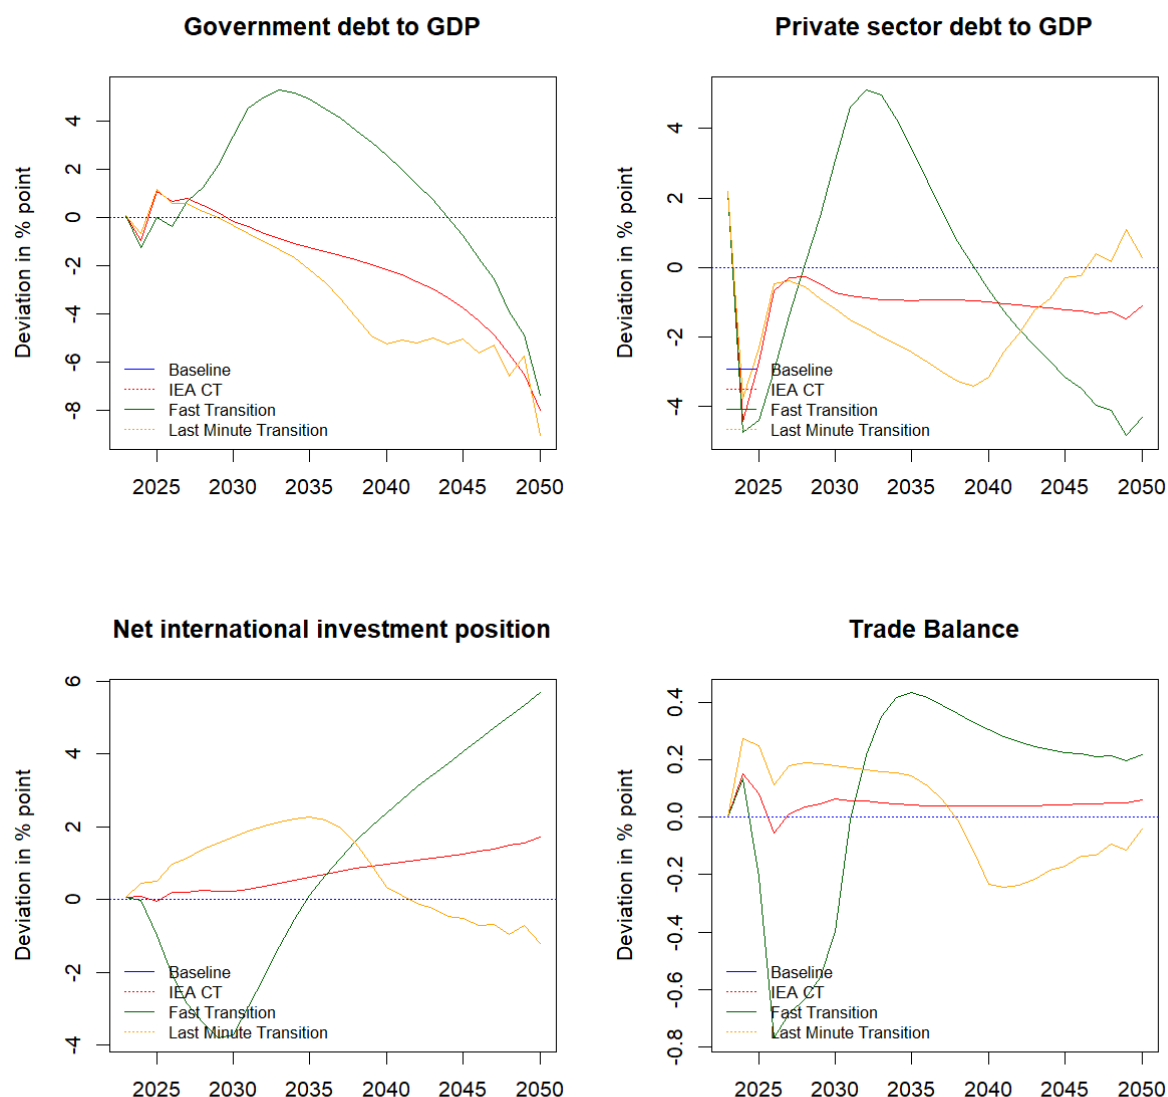 Government debt to GDP
Deviation in % point
4
2
0
-2
-4
-6
-8
Baseline
IEA CT
Fast Transition
Last Minute Transition
2025 2030 2035 2040 2045 2050
Private sector debt to GDP
Deviation in % point
4
2
0
-2
-4
Baseline
IEA CT
Fast Transition
Last Minute Transition
2025 2030 2035 2040 2045 2050
Net international investment position
Deviation in % point
6
4
2
0
-2
-4
Baseline
IEA CT
Fast Transition
Last Minute Transition
2025 2030 2035 2040 2045 2050
Trade Balance
Deviation in % point
0.4
0.2
0.0
-0.2
-0.4
-0.6
-0.8
Baseline
IEA CT
Fast Transition
Last Minute Transition
2025 2030 2035 2040 2045 2050